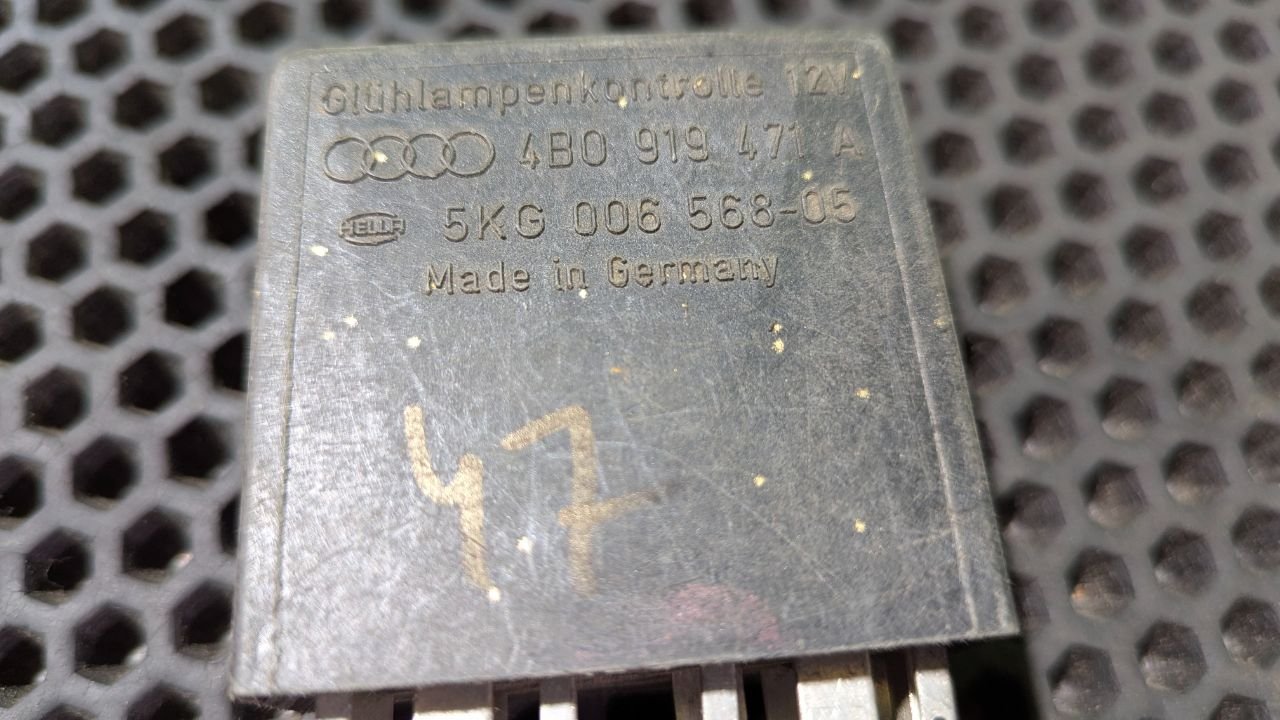 Glühlampenkontrolle 12V
4B0 919 471 A
HELLA 5KG 006 568-05
Made in Germany
47